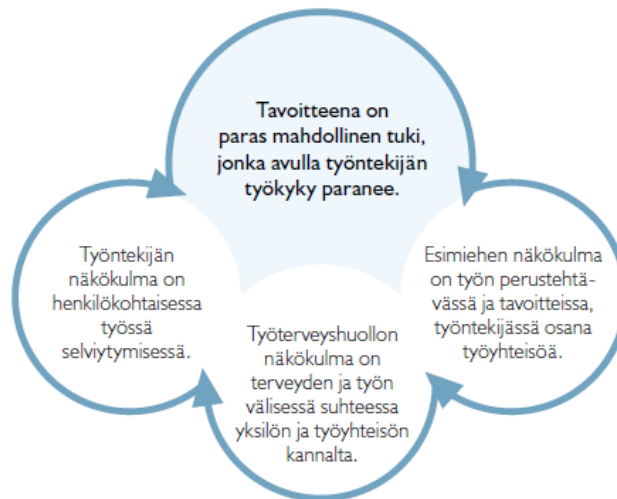 Tavoitteena on
paras mahdollinen tuki,
jonka avulla työntekijän
työkyky paranee.
Työntekijän
näkökulma on
henkilökohtaisessa
työssä
selviytymisessä.
Työterveyshuollon
näkökulma on
terveyden ja työn
välisessä suhteessa
yksilön ja työyhteisön
kannalta.
Esimiehen näkökulma
on työn perustehtä-
vässä ja tavoitteissa,
työntekijässä osana
työyhteisöä.